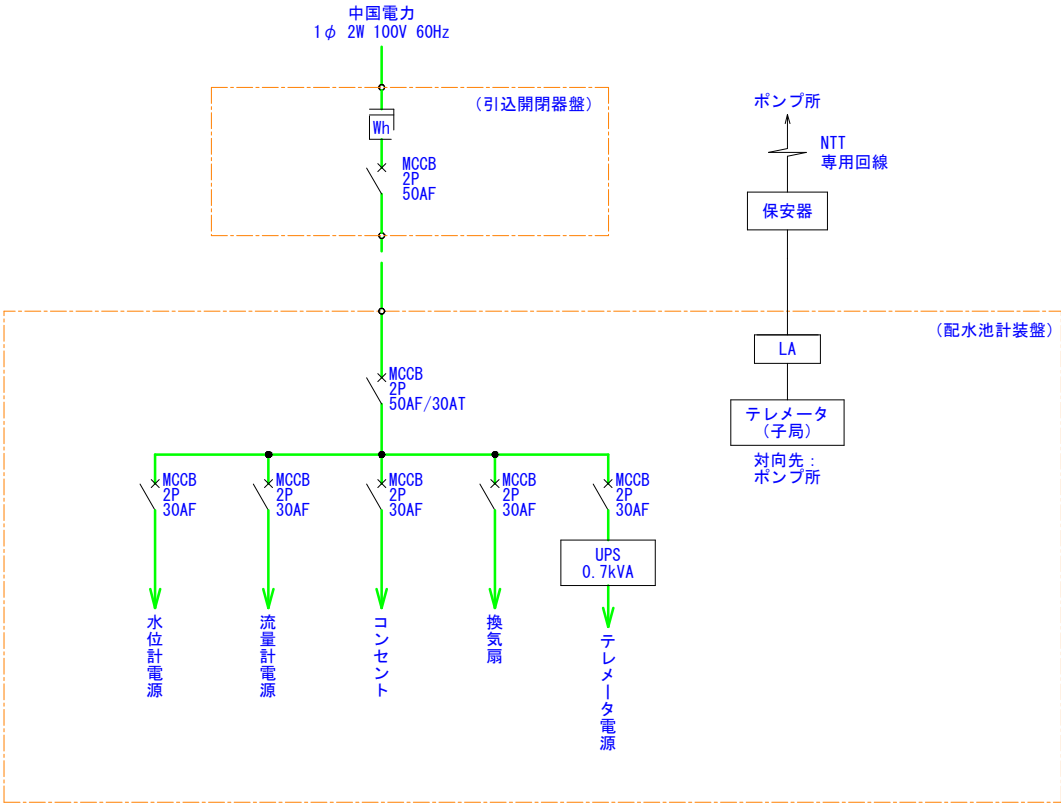 中国電力
1φ 2W 100V 60Hz
(引込開閉器盤)
Wh
MCCB
2P
50AF
ポンプ所
NTT
専用回線
保安器
(配水池計装盤)
LA
テレメータ
(子局)
対向先：
ポンプ所
MCCB
2P
50AF/30AT
MCCB
2P
30AF
MCCB
2P
30AF
MCCB
2P
30AF
MCCB
2P
30AF
MCCB
2P
30AF
UPS
0.7kVA
水位計電源
流量計電源
コンセント
換気扇
テレメータ電源